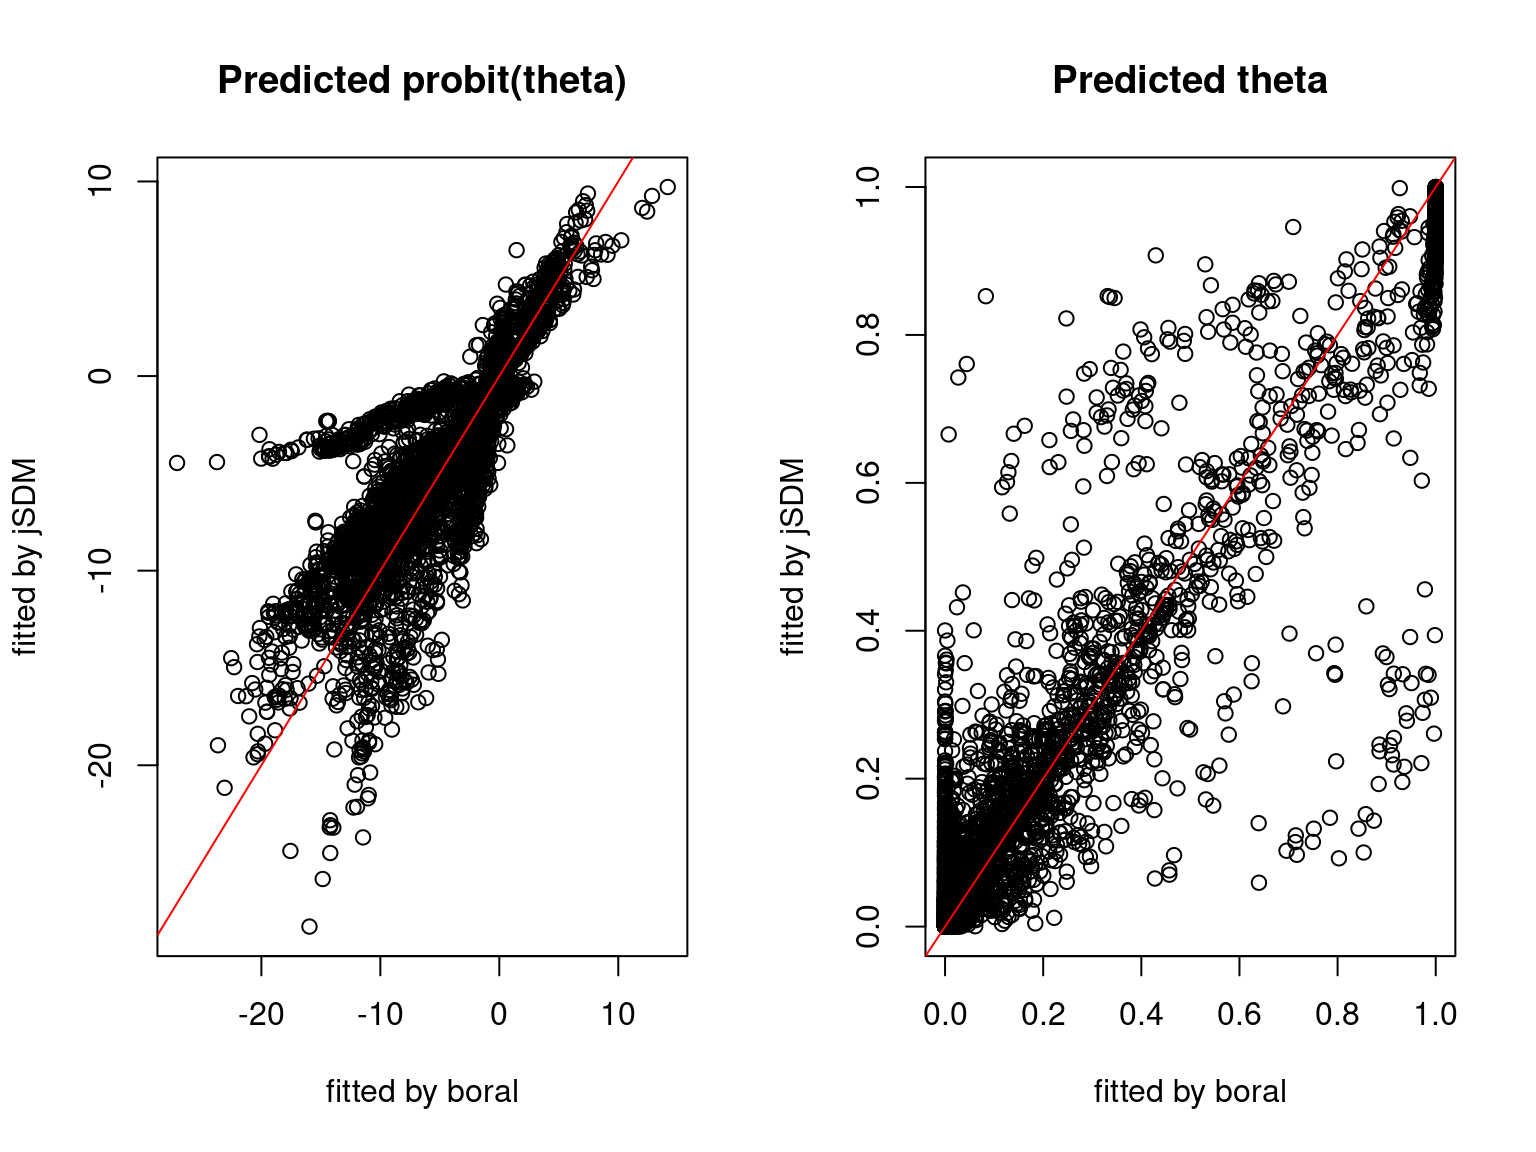 Predicted probit(theta)
10
0
-10
-20
fitted by jSDM
-20 -10 0 10
fitted by boral
Predicted theta
1.0
0.8
0.6
0.4
0.2
0.0
fitted by jSDM
0.0 0.2 0.4 0.6 0.8 1.0
fitted by boral